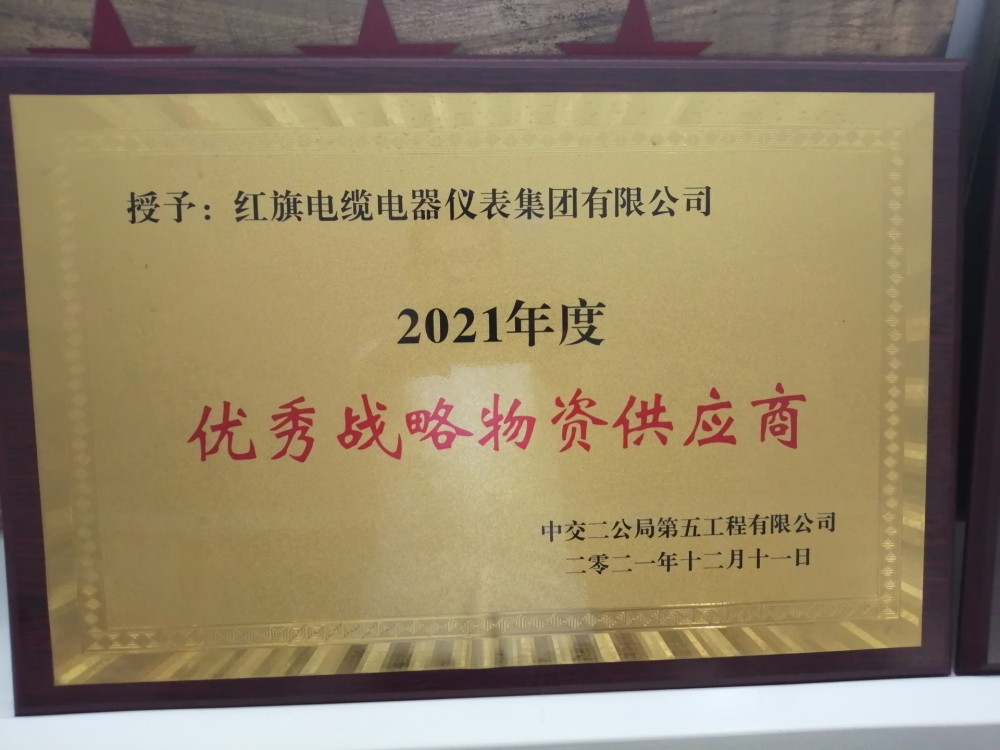 授予：红旗电缆电器仪表集团有限公司
2021年度
优秀战略物资供应商
中交二公局第五工程有限公司
二零二一年十二月十一日